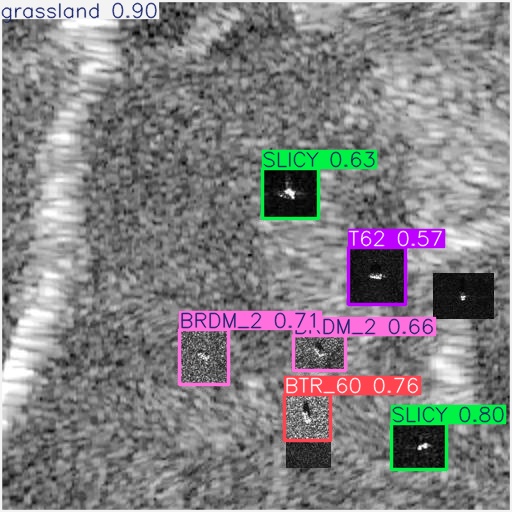 grassland 0.90
SLICY 0.63
T62 0.57
BRDM_2 0.71
DM_2 0.66
BTR_60 0.76
SLICY 0.80